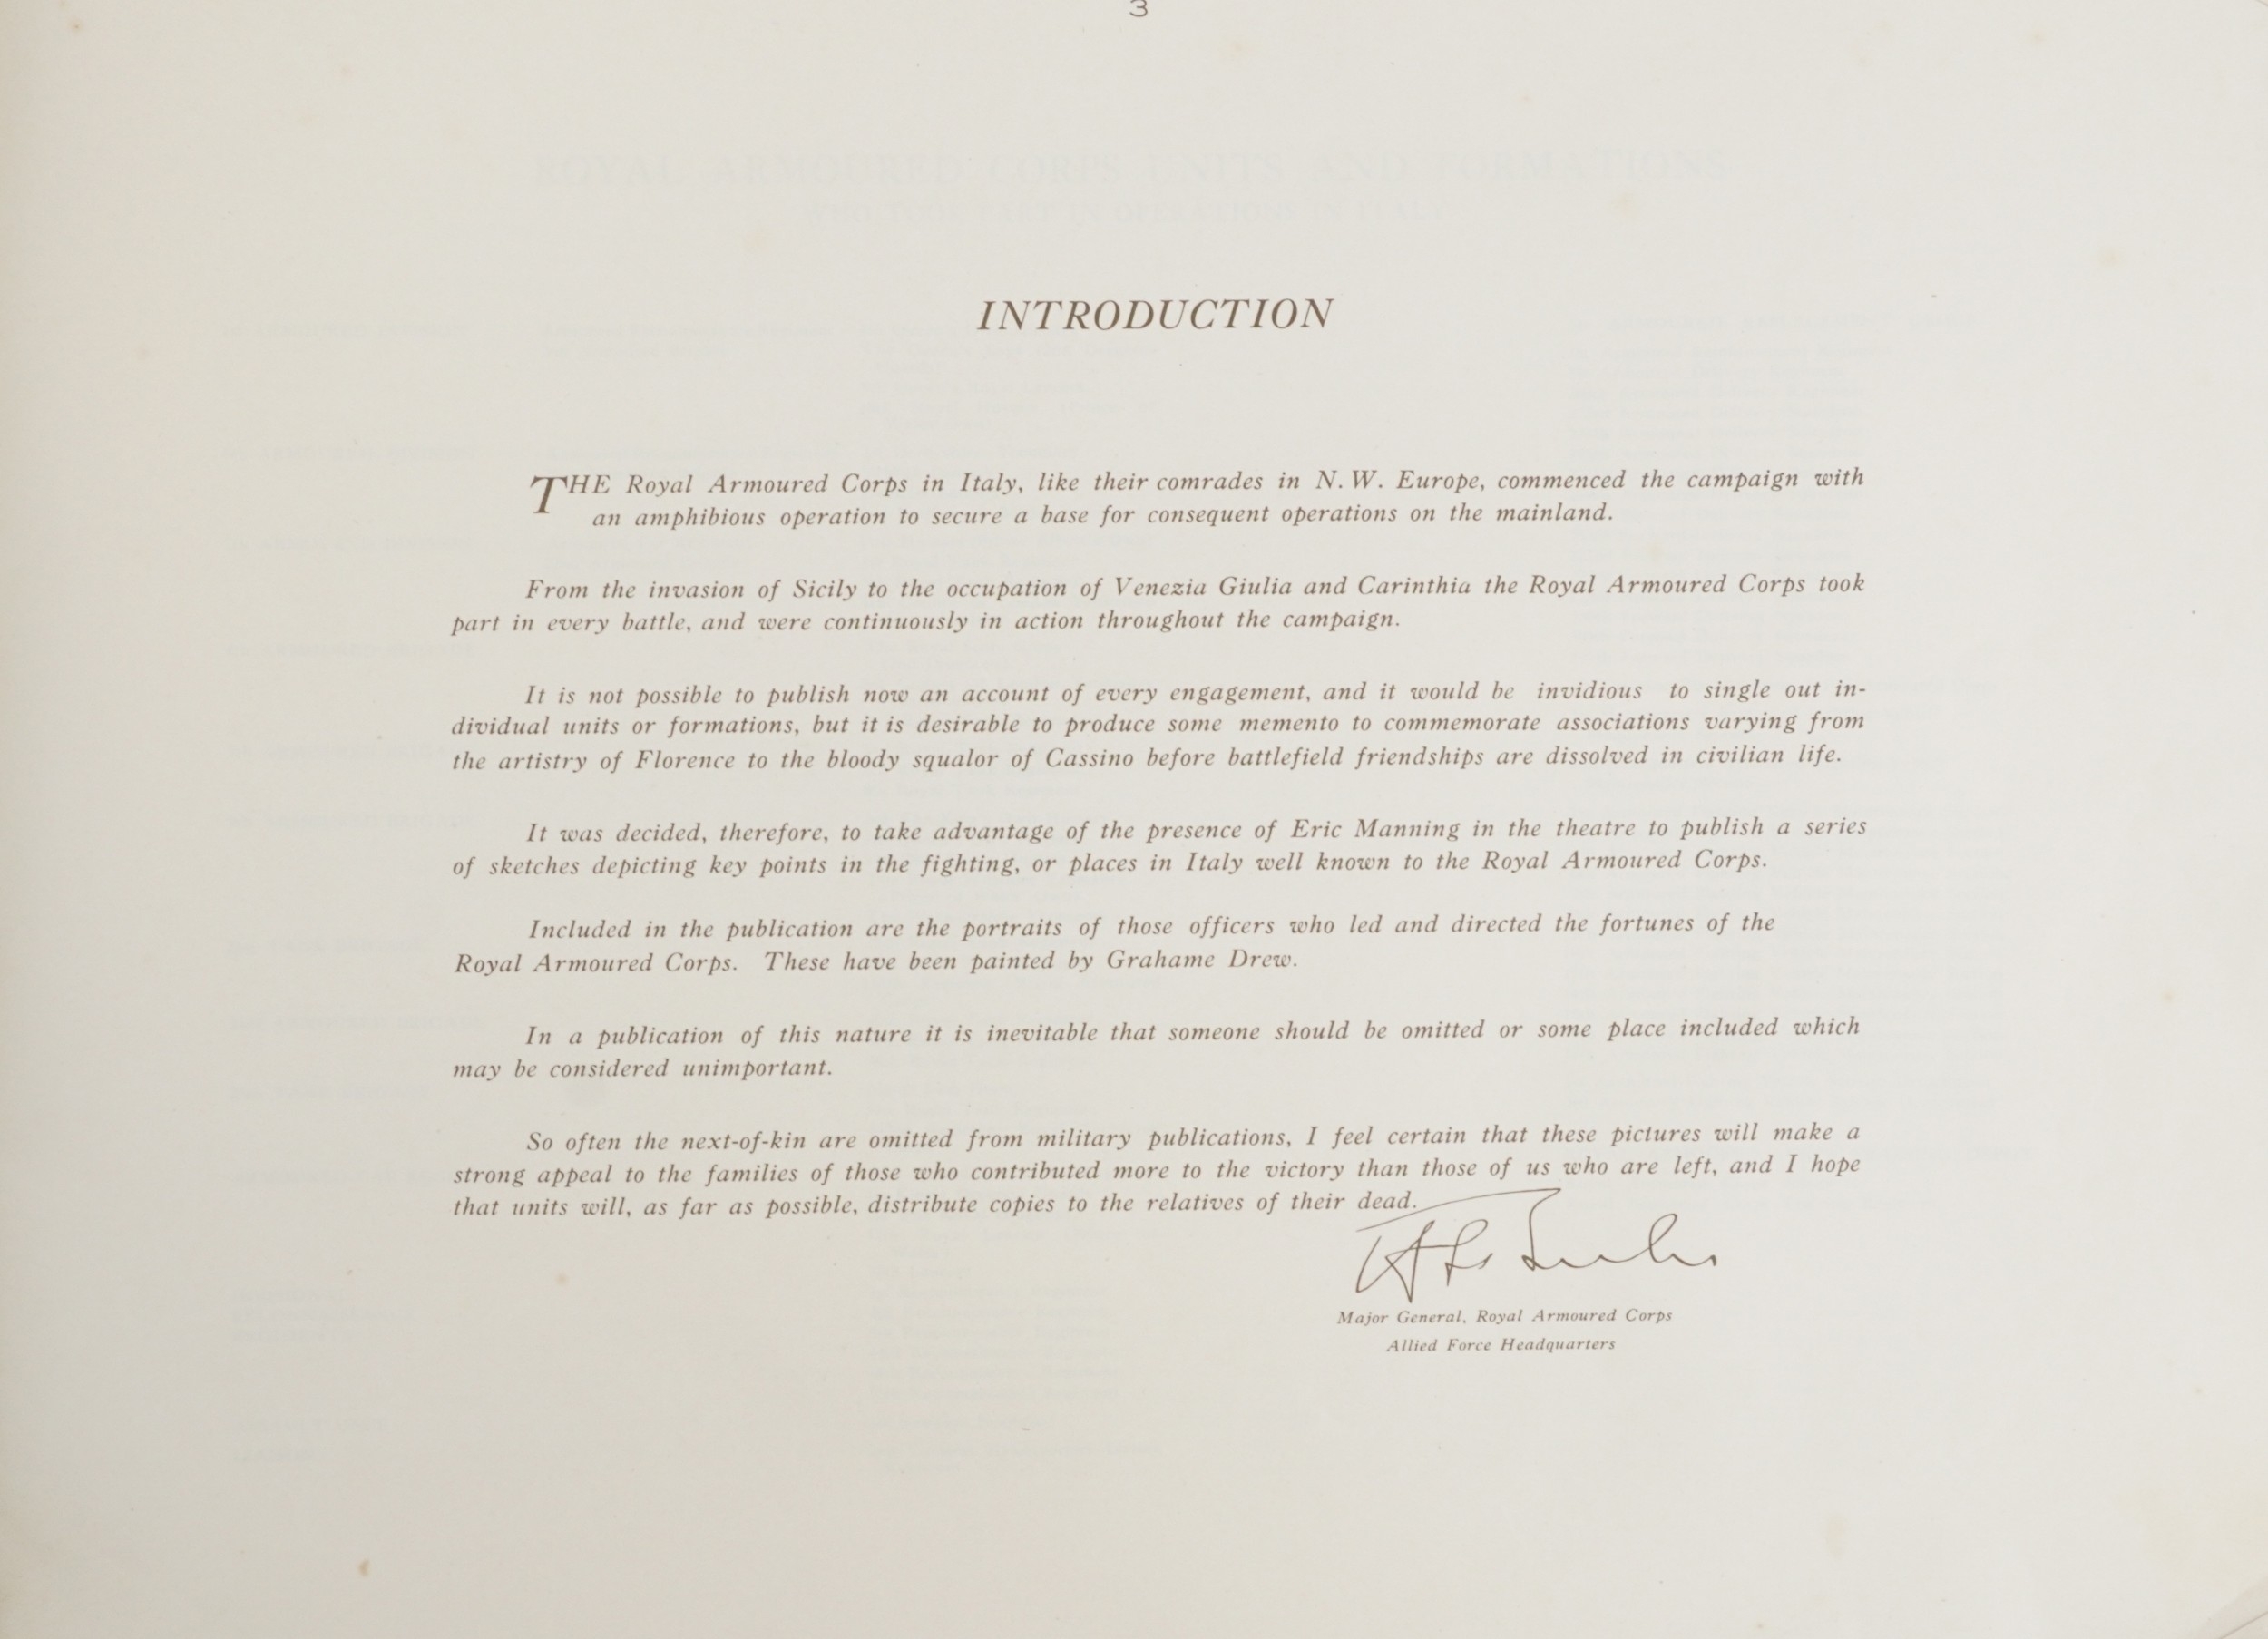 3
ROYAL ARMOURED CORPS UNITS AND FORMATIONS
WHO TOOK PART IN OPERATIONS IN ITALY
INTRODUCTION
THE Royal Armoured Corps in Italy, like their comrades in N. W. Europe, commenced the campaign with
an amphibious operation to secure a base for consequent operations on the mainland.
From the invasion of Sicily to the occupation of Venezia Giulia and Carinthia the Royal Armoured Corps took
part in every battle, and were continuously in action throughout the campaign.
It is not possible to publish now an account of every engagement, and it would be invidious to single out in-
dividual units or formations, but it is desirable to produce some memento to commemorate associations varying from
the artistry of Florence to the bloody squalor of Cassino before battlefield friendships are dissolved in civilian life.
It was decided, therefore, to take advantage of the presence of Eric Manning in the theatre to publish a series
of sketches depicting key points in the fighting, or places in Italy well known to the Royal Armoured Corps.
Included in the publication are the portraits of those officers who led and directed the fortunes of the
Royal Armoured Corps. These have been painted by Grahame Drew.
In a publication of this nature it is inevitable that someone should be omitted or some place included which
may be considered unimportant.
So often the next-of-kin are omitted from military publications, I feel certain that these pictures will make a
strong appeal to the families of those who contributed more to the victory than those of us who are left, and I hope
that units will, as far as possible, distribute copies to the relatives of their dead.
Major General, Royal Armoured Corps
Allied Force Headquarters